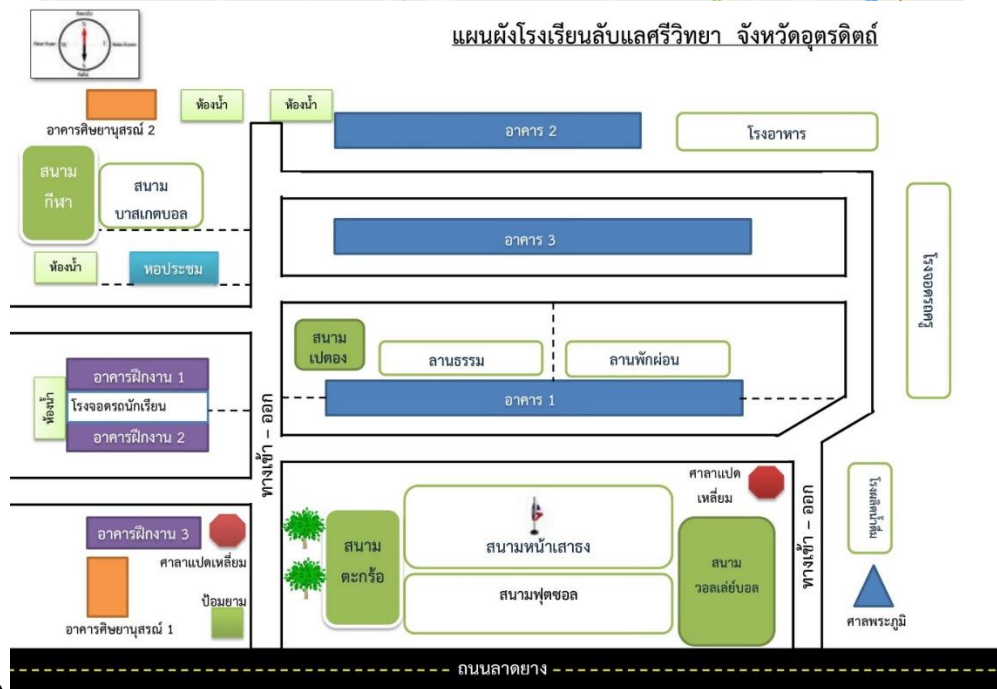 แผนผังโรงเรียนลับแลศรีวิทยา จังหวัดอุตรดิตถ์
ห้องน้ำ
ห้องน้ำ
อาคารศิษยานุสรณ์ 2
อาคาร 2
โรงอาหาร
สนาม
กีฬา
สนาม
บาสเกตบอล
อาคาร 3
ห้องน้ำ
หอประชุม
โรงจอดรถครู
สนาม
เปตอง
ลานธรรม
ลานพักผ่อน
อาคารฝึกงาน 1
ห้องน้ำ
โรงจอดรถนักเรียน
อาคาร 1
อาคารฝึกงาน 2
ทางเข้า – ออก
ศาลาแปด
เหลี่ยม
ทางเข้า – ออก
โรงผลิตน้ำดื่ม
อาคารฝึกงาน 3
ศาลาแปดเหลี่ยม
สนาม
ตะกร้อ
สนามหน้าเสาธง
สนามฟุตซอล
สนาม
วอลเล่ย์บอล
ป้อมยาม
อาคารศิษยานุสรณ์ 1
ศาลพระภูมิ
ถนนลาดยาง